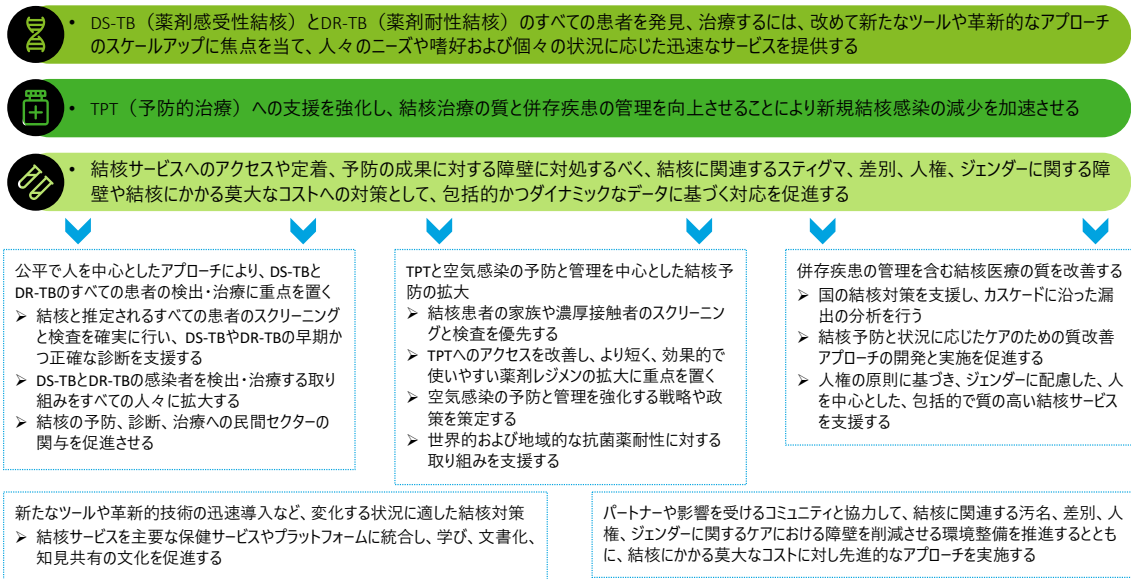 • DS-TB（薬剤感受性結核）とDR-TB（薬剤耐性結核）のすべての患者を発見、治療するには、改めて新たなツールや革新的なアプローチ
のスケールアップに焦点を当て、人々のニーズや嗜好および個々の状況に応じた迅速なサービスを提供する
• TPT（予防的治療）への支援を強化し、結核治療の質と併存疾患の管理を向上させることにより新規結核感染の減少を加速させる
• 結核サービスへのアクセスや定着、予防の成果に対する障壁に対処するべく、結核に関連するスティグマ、差別、人権、ジェンダーに関する障
壁や結核にかかる莫大なコストへの対策として、包括的かつダイナミックなデータに基づく対応を促進する
公平で人を中心としたアプローチにより、DS-TBと
DR-TBのすべての患者の検出・治療に重点を置く
➢ 結核と推定されるすべての患者のスクリーニング
と検査を確実に行い、DS-TBやDR-TBの早期か
つ正確な診断を支援する
➢ DS-TBとDR-TBの感染者を検出・治療する取り
組みをすべての人々に拡大する
➢ 結核の予防、診断、治療への民間セクターの
関与を促進させる
TPTと空気感染の予防と管理を中心とした結核予
防の拡大
➢ 結核患者の家族や濃厚接触者のスクリーニン
グと検査を優先する
➢ TPTへのアクセスを改善し、より短く、効果的で
使いやすい薬剤レジメンの拡大に重点を置く
➢ 空気感染の予防と管理を強化する戦略や政
策を策定する
➢ 世界的および地域的な抗菌薬耐性に対する
取り組みを支援する
併存疾患の管理を含む結核医療の質を改善する
➢ 国の結核対策を支援し、カスケードに沿った漏
出の分析を行う
➢ 結核予防と状況に応じたケアのための質改善
アプローチの開発と実施を促進する
➢ 人権の原則に基づき、ジェンダーに配慮した、人
を中心とした、包括的で質の高い結核サービス
を支援する
新たなツールや革新的技術の迅速導入など、変化する状況に適した結核対策
➢ 結核サービスを主要な保健サービスやプラットフォームに統合し、学び、文書化、
知見共有の文化を促進する
パートナーや影響を受けるコミュニティと協力して、結核に関連する汚名、差別、人
権、ジェンダーに関するケアにおける障壁を削減させる環境整備を推進するととも
に、結核にかかる莫大なコストに対し先進的なアプローチを実施する